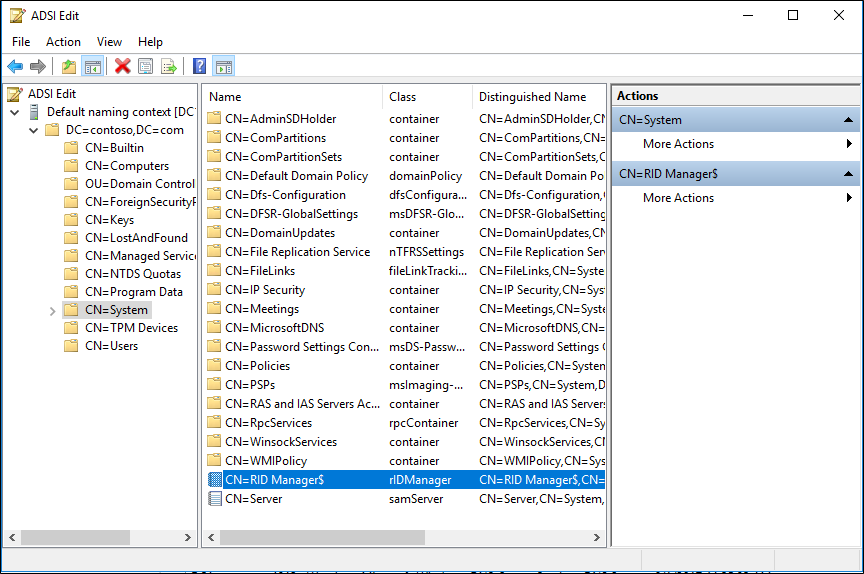 ADSI Edit
File Action View Help
ADSI Edit
Default naming context [DC
DC=contoso,DC=com
CN=Builtin
CN=Computers
OU=Domain Control
CN=ForeignSecurityP
CN=Keys
CN=LostAndFound
CN=Managed Service
CN=NTDS Quotas
CN=Program Data
CN=System
CN=TPM Devices
CN=Users
Name Class Distinguished Name
CN=AdminSDHolder container CN=AdminSDHolder,CN
CN=ComPartitions container CN=ComPartitions,CN=
CN=ComPartitionSets container CN=ComPartitionSets,C
CN=Default Domain Policy domainPolicy CN=Default Domain Po
CN=Dfs-Configuration dfsConfigura... CN=Dfs-Configuration,
CN=DFSR-GlobalSettings msDFSR-Glo... CN=DFSR-GlobalSetting
CN=DomainUpdates container CN=DomainUpdates,CN
CN=File Replication Service nTFRSSettings CN=File Replication Ser
CN=FileLinks fileLinkTracki... CN=FileLinks,CN=Syste
CN=IP Security container CN=IP Security,CN=Sys
CN=Meetings container CN=Meetings,CN=Syste
CN=MicrosoftDNS container CN=MicrosoftDNS,CN=
CN=Password Settings Con... msDS-Passw... CN=Password Settings
CN=Policies container CN=Policies,CN=System
CN=PSPs msImaging-... CN=PSPs,CN=System,D
CN=RAS and IAS Servers Ac... container CN=RAS and IAS Servers
CN=RpcServices rpcContainer CN=RpcServices,CN=Sy
CN=WinsockServices container CN=WinsockServices,CN
CN=WMIPolicy container CN=WMIPolicy,CN=Sys
CN=RID Manager$ rIDManager CN=RID Manager$,CN=
CN=Server samServer CN=Server,CN=System,
Actions
CN=System
More Actions
CN=RID Manager$
More Actions